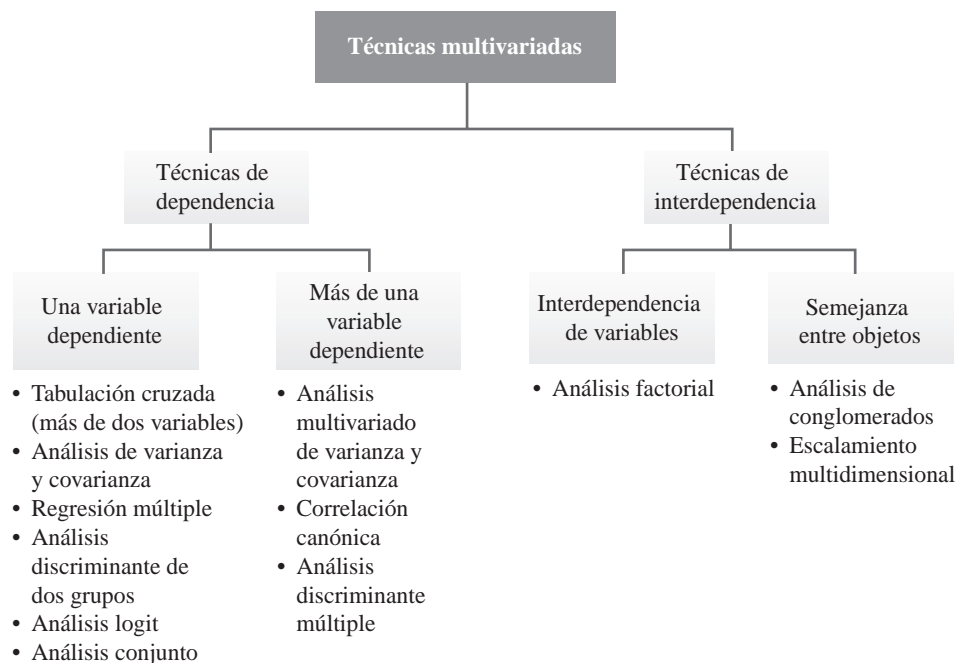 Técnicas multivariadas
Técnicas de
dependencia
Técnicas de
interdependencia
Una variable
dependiente
Más de una
variable
dependiente
Interdependencia
de variables
Semejanza
entre objetos
• Tabulación cruzada
(más de dos variables)
• Análisis de varianza
y covarianza
• Regresión múltiple
• Análisis
discriminante de
dos grupos
• Análisis logit
• Análisis conjunto
• Análisis
multivariado
de varianza y
covarianza
• Correlación
canónica
• Análisis
discriminante
múltiple
• Análisis factorial
• Análisis de
conglomerados
• Escalamiento
multidimensional